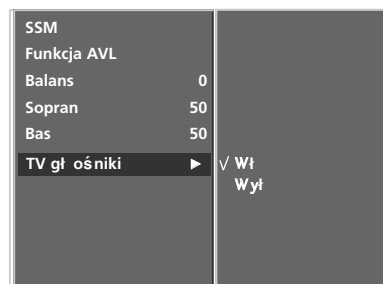 SSM
Funkcja AVL
Balans 0
Sopran 50
Bas 50
TV gł ośniki ► √ Wł
Wył